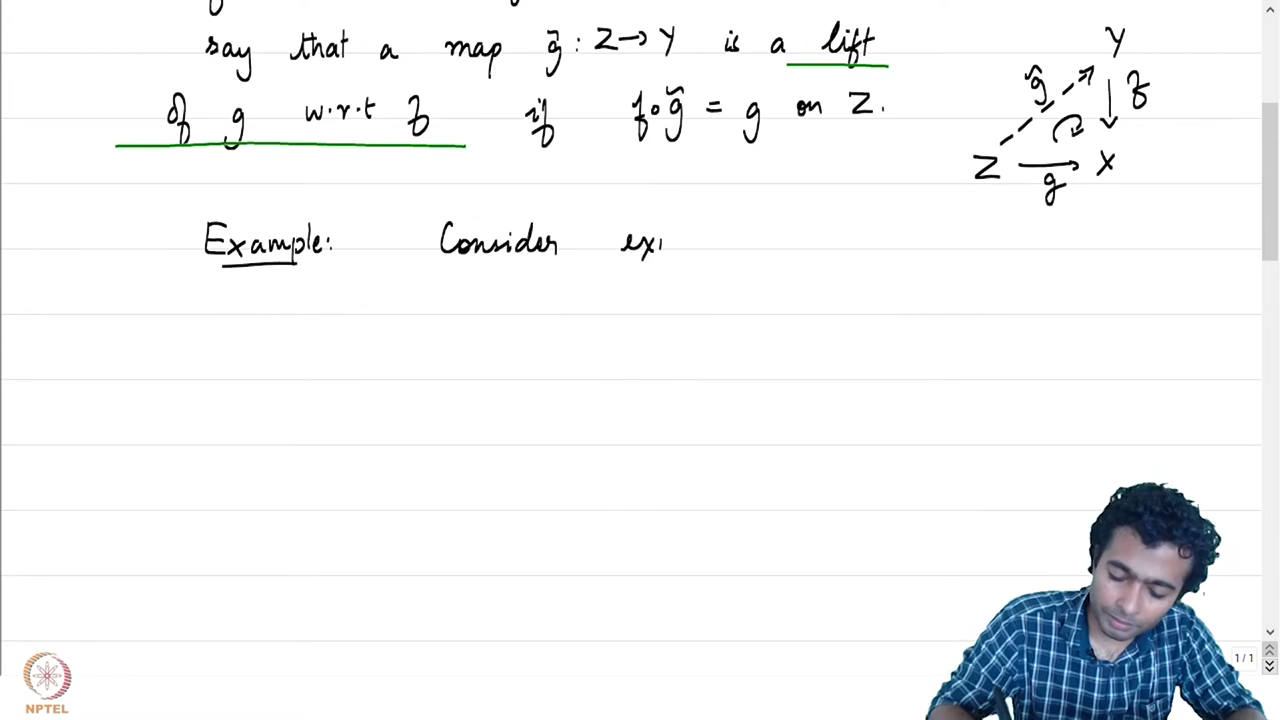 say that a map g̃ : Z → Y is a lift
of g w.r.t f if f∘g̃ = g on Z.
Y
g̃
f
Z
X
g
Example: Consider ex
1 / 1
NPTEL